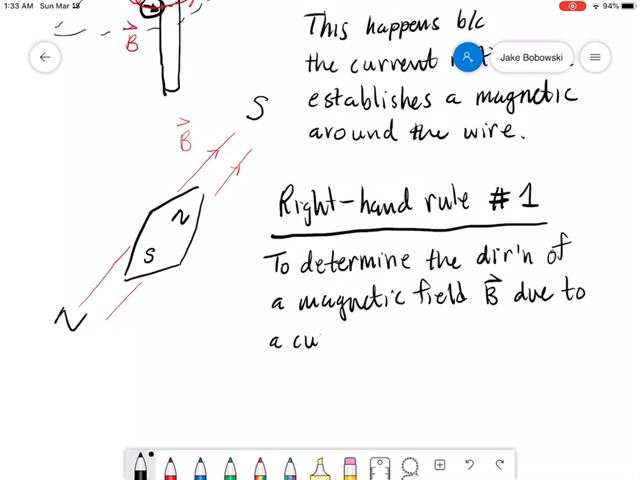 1:33 AM Sun Mar 15
94%
B
This happens b/c
the current
Jake Bobowski
establishes a magnetic
around the wire.
S
B
N
S
N
Right-hand rule #1
To determine the dir'n of
a magnetic field B due to
a cu